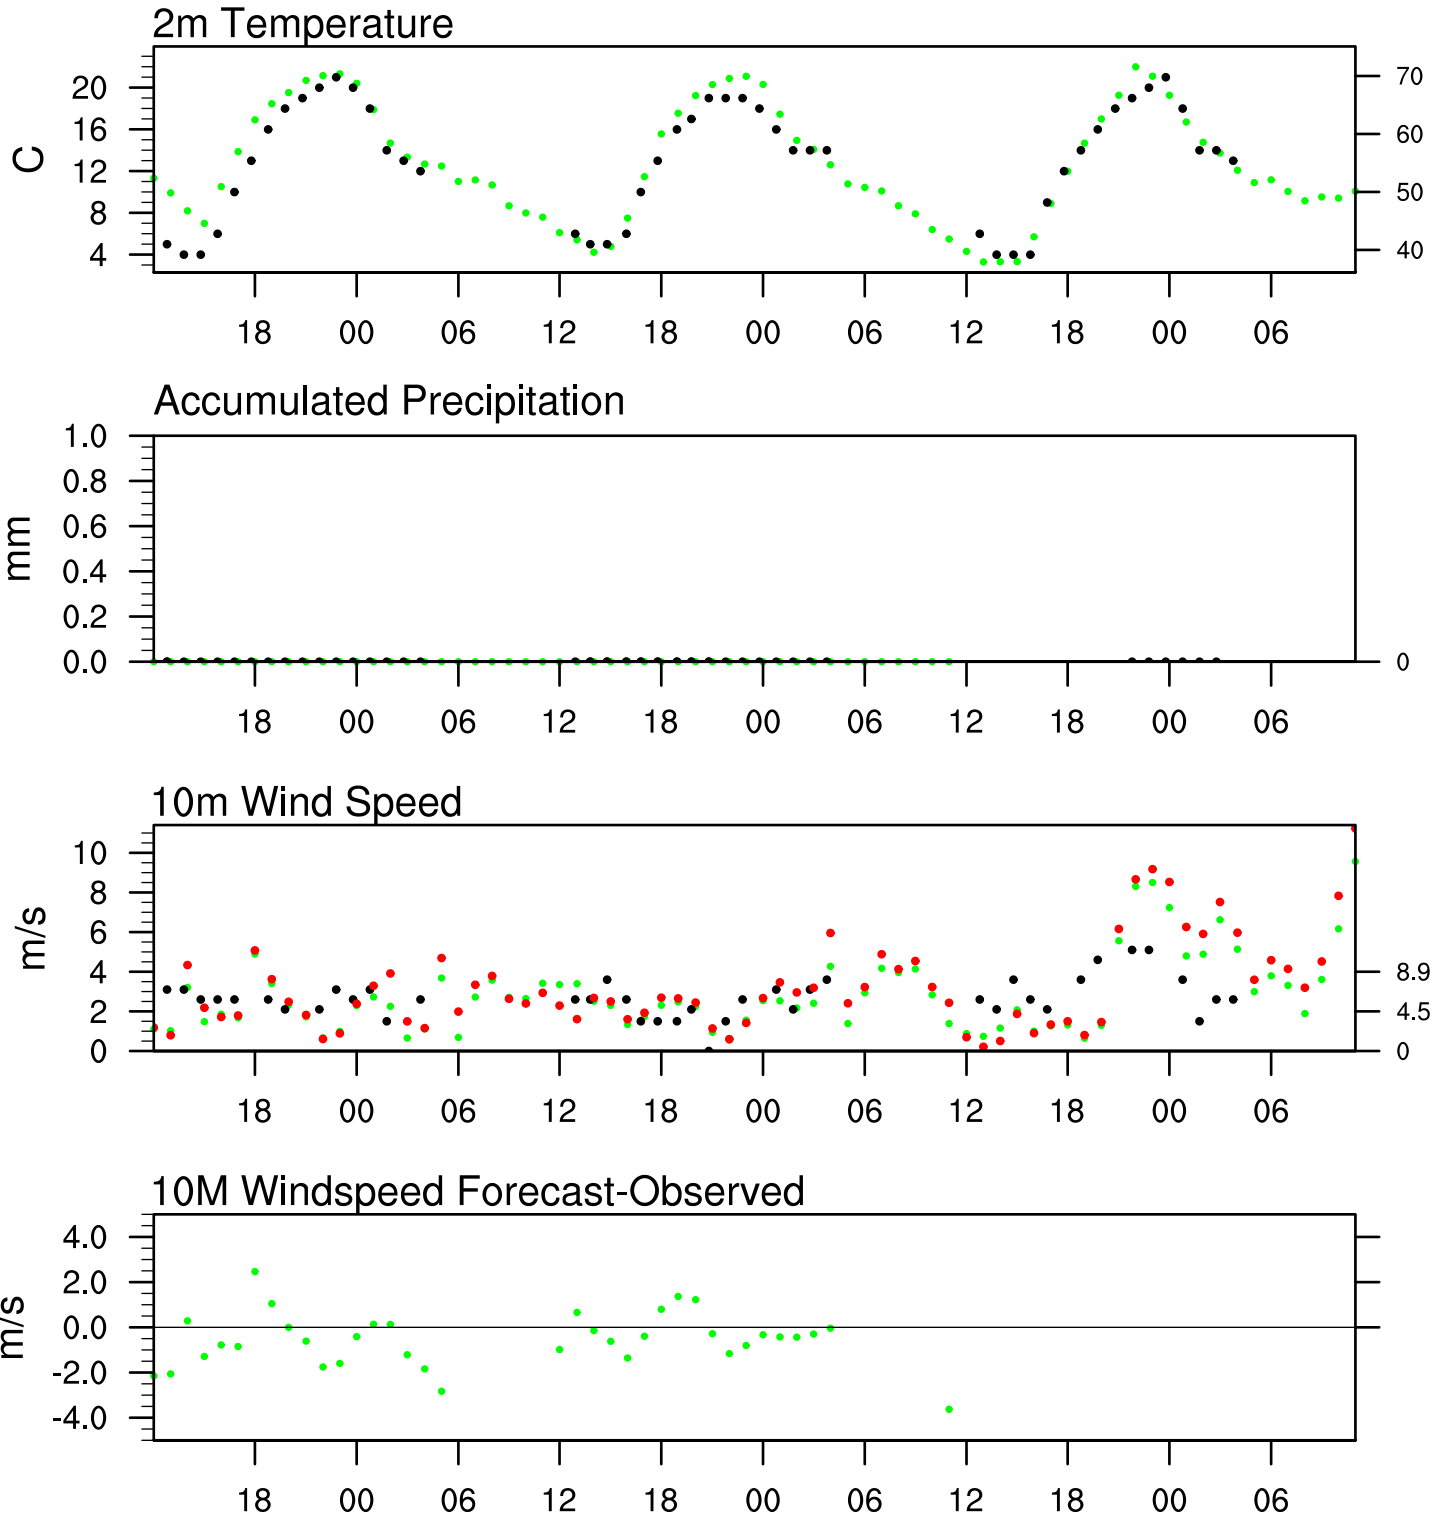 2m Temperature
20
16
12
8
4
C
70
60
50
40
18 00 06 12 18 00 06 12 18 00 06
Accumulated Precipitation
1.0
0.8
0.6
0.4
0.2
0.0
mm
0
18 00 06 12 18 00 06 12 18 00 06
10m Wind Speed
10
8
6
4
2
0
m/s
8.9
4.5
0
18 00 06 12 18 00 06 12 18 00 06
10M Windspeed Forecast-Observed
4.0
2.0
0.0
-2.0
-4.0
m/s
18 00 06 12 18 00 06 12 18 00 06